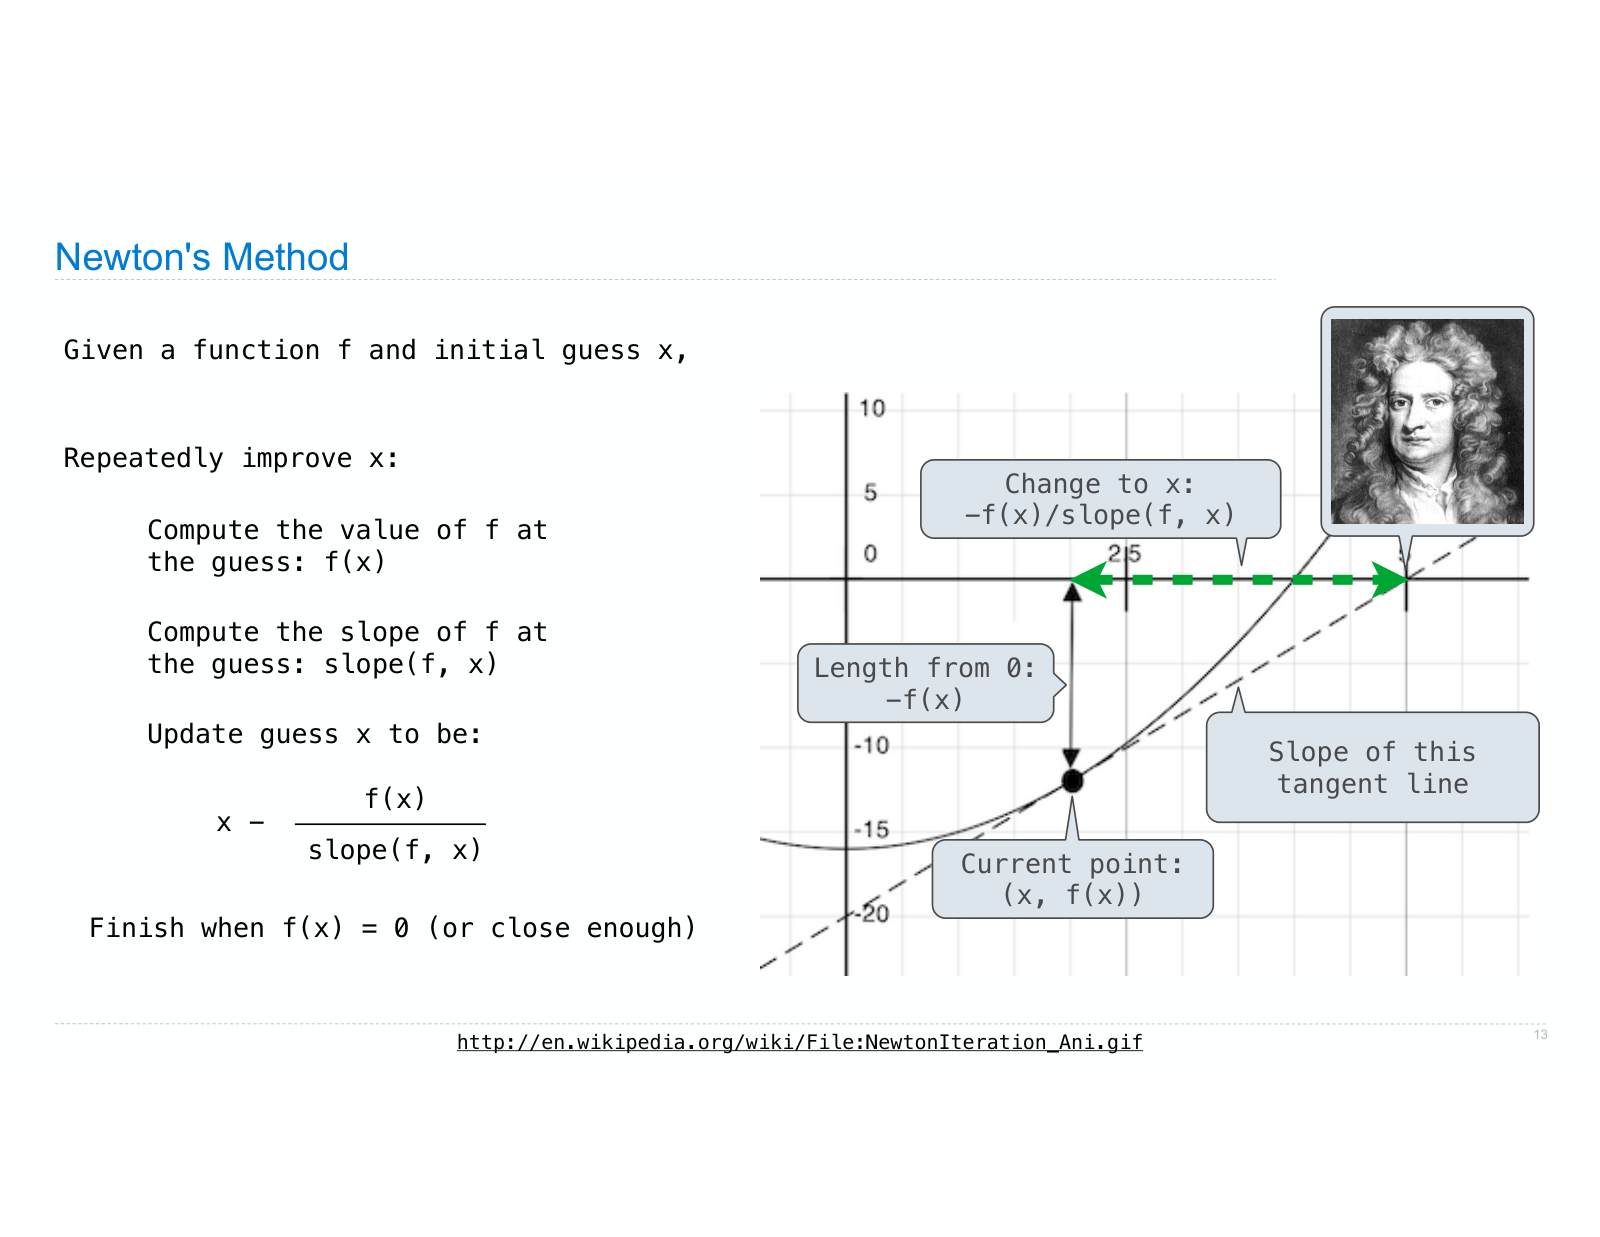 Newton's Method
Given a function f and initial guess x,
Repeatedly improve x:
Compute the value of f at
the guess: f(x)
Compute the slope of f at
the guess: slope(f, x)
Update guess x to be:
f(x)
x −
slope(f, x)
Finish when f(x) = 0 (or close enough)
10
5
0
2.5
-10
-15
-20
Change to x:
−f(x)/slope(f, x)
Length from 0:
−f(x)
Slope of this
tangent line
Current point:
(x, f(x))
http://en.wikipedia.org/wiki/File:NewtonIteration_Ani.gif
13